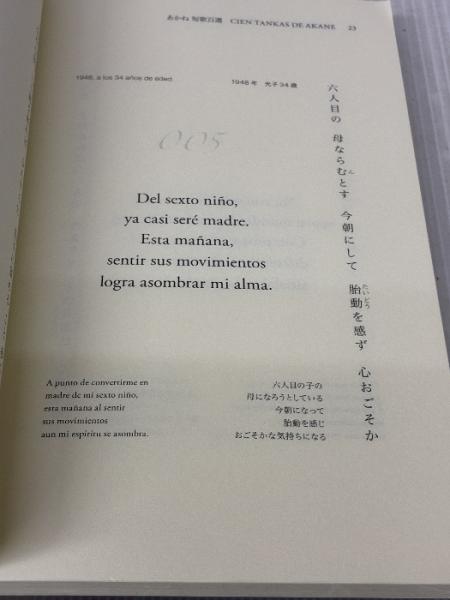 あかね 短歌百選 CIEN TANKAS DE AKANE 23
1948, a los 34 años de edad 1948年 光子34歳
005
六人目の 母ならむとす 今朝にして 胎動を感ず 心おごそか
ん
たいどう
Del sexto niño,
ya casi seré madre.
Esta mañana,
sentir sus movimientos
logra asombrar mi alma.
A punto de convertirme en
madre de mi sexto niño,
esta mañana al sentir
sus movimientos
aun mi espíritu se asombra.
六人目の子の
母になろうとしている
今朝になって
胎動を感じ
おごそかな気持ちになる